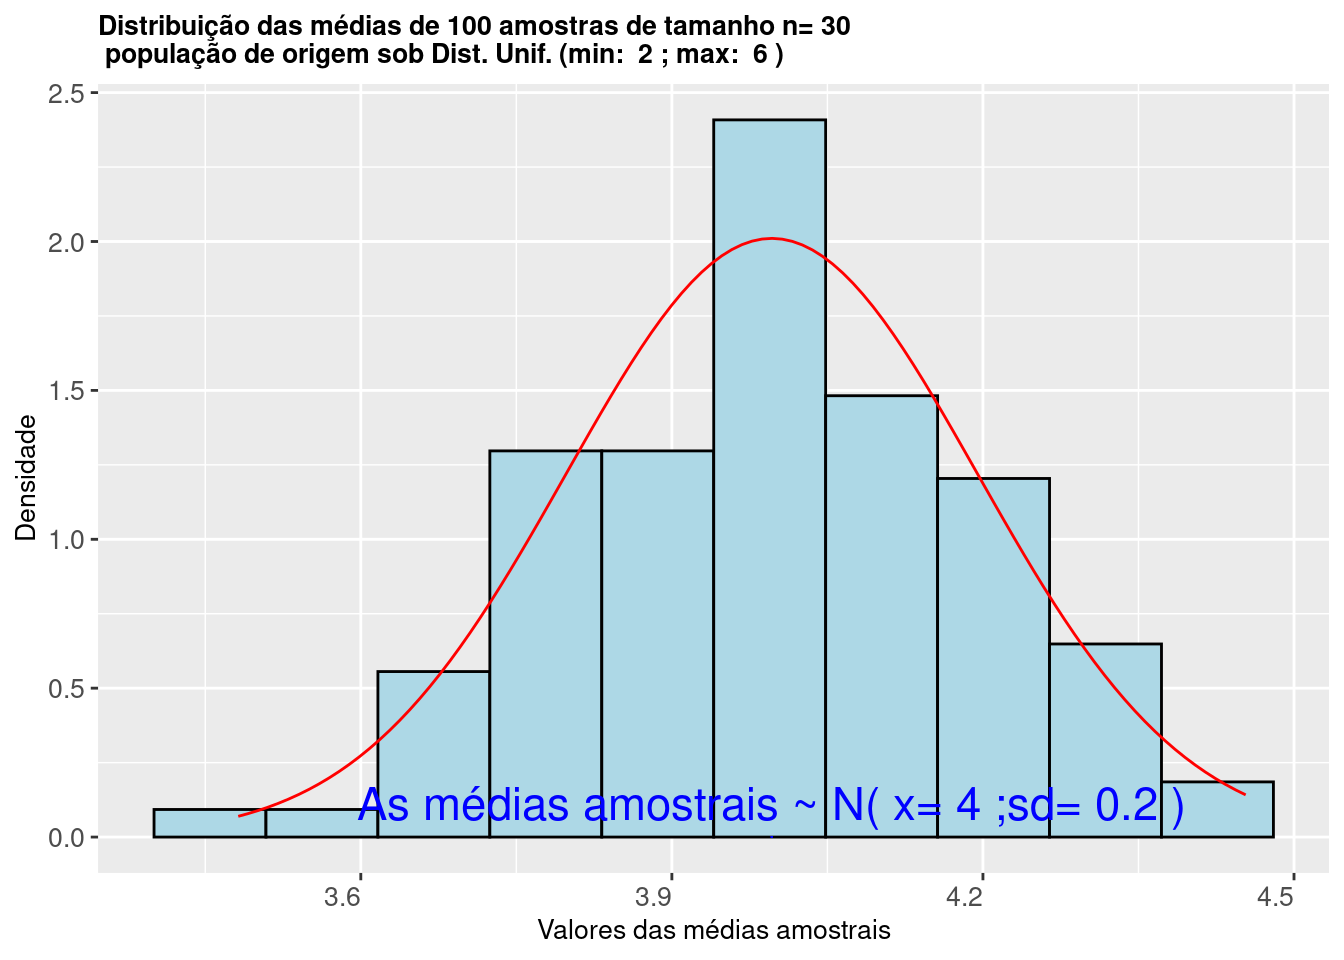 Distribuição das médias de 100 amostras de tamanho n= 30
população de origem sob Dist. Unif. (min:  2 ; max:  6 )
Densidade
2.5
2.0
1.5
1.0
0.5
0.0
As médias amostrais ~ N( x= 4 ;sd= 0.2 )
3.6 3.9 4.2 4.5
Valores das médias amostrais